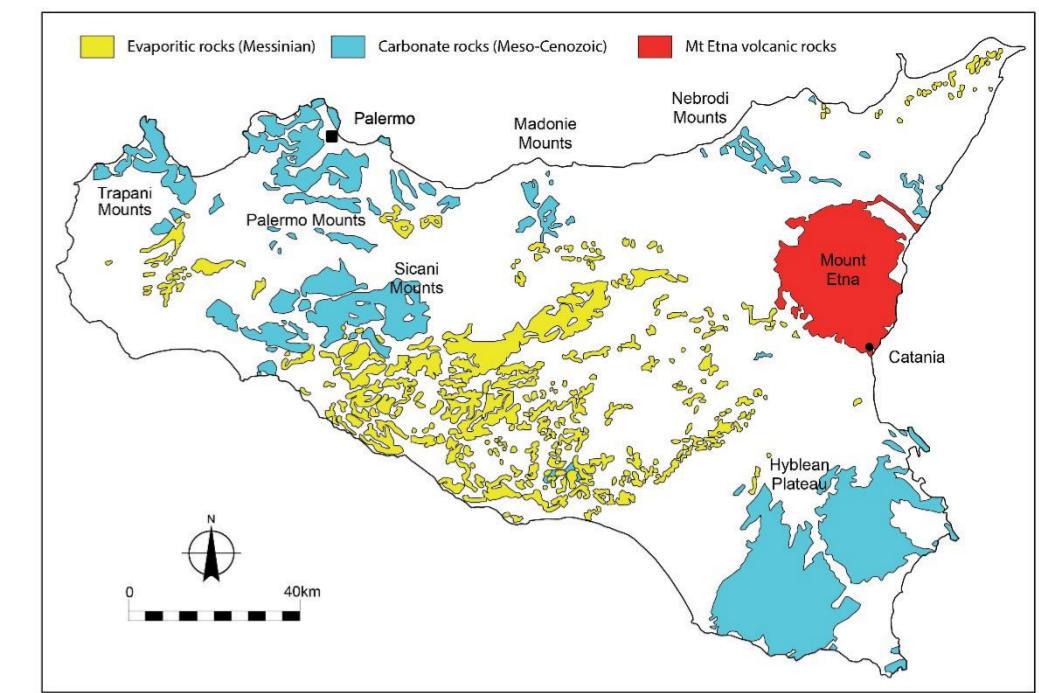 Evaporitic rocks (Messinian)
Carbonate rocks (Meso-Cenozoic)
Mt Etna volcanic rocks
Palermo
Madonie
Mounts
Nebrodi
Mounts
Trapani
Mounts
Palermo Mounts
Sicani
Mounts
Mount
Etna
Catania
Hyblean
Plateau
N
0
40km